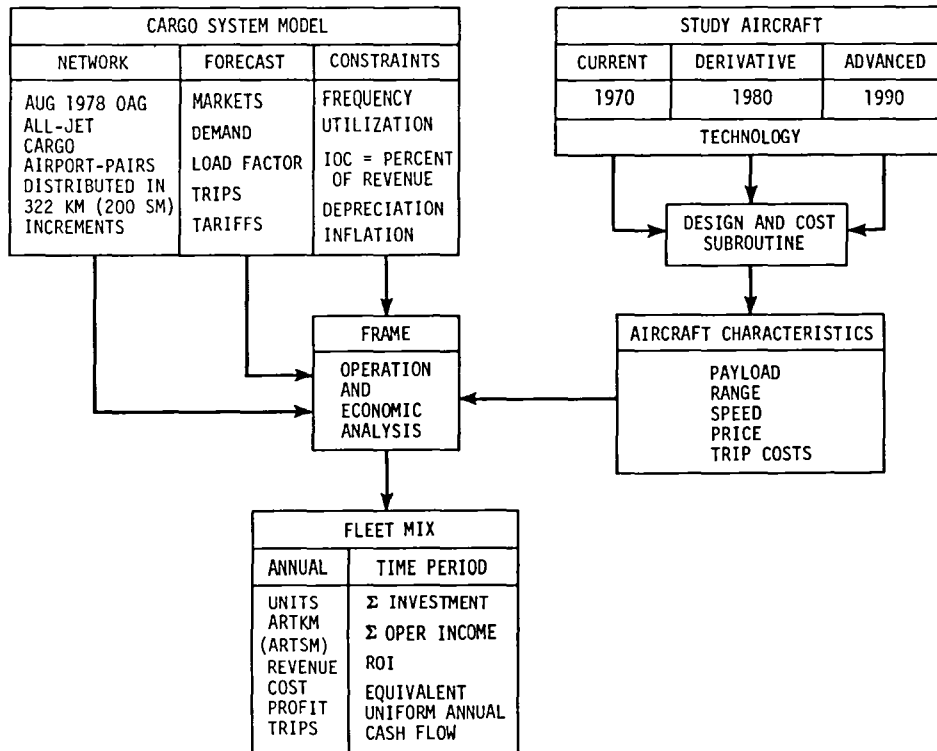 CARGO SYSTEM MODEL
NETWORK
AUG 1978 OAG
ALL-JET
CARGO
AIRPORT-PAIRS
DISTRIBUTED IN
322 KM (200 SM)
INCREMENTS
FORECAST
MARKETS
DEMAND
LOAD FACTOR
TRIPS
TARIFFS
CONSTRAINTS
FREQUENCY
UTILIZATION
IOC = PERCENT
OF REVENUE
DEPRECIATION
INFLATION
STUDY AIRCRAFT
CURRENT
DERIVATIVE
ADVANCED
1970
1980
1990
TECHNOLOGY
DESIGN AND COST
SUBROUTINE
AIRCRAFT CHARACTERISTICS
PAYLOAD
RANGE
SPEED
PRICE
TRIP COSTS
FRAME
OPERATION
AND
ECONOMIC
ANALYSIS
FLEET MIX
ANNUAL
UNITS
ARTKM
(ARTSM)
REVENUE
COST
PROFIT
TRIPS
TIME PERIOD
Σ INVESTMENT
Σ OPER INCOME
ROI
EQUIVALENT
UNIFORM ANNUAL
CASH FLOW